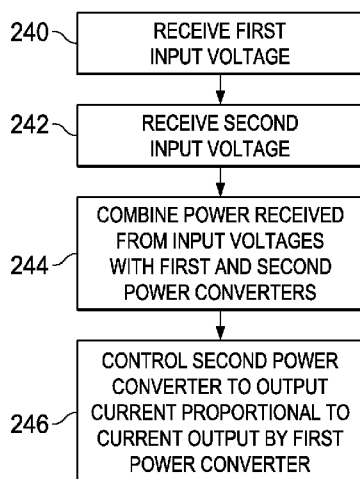 240
RECEIVE FIRST
INPUT VOLTAGE
242
RECEIVE SECOND
INPUT VOLTAGE
244
COMBINE POWER RECEIVED
FROM INPUT VOLTAGES
WITH FIRST AND SECOND
POWER CONVERTERS
246
CONTROL SECOND POWER
CONVERTER TO OUTPUT
CURRENT PROPORTIONAL TO
CURRENT OUTPUT BY FIRST
POWER CONVERTER